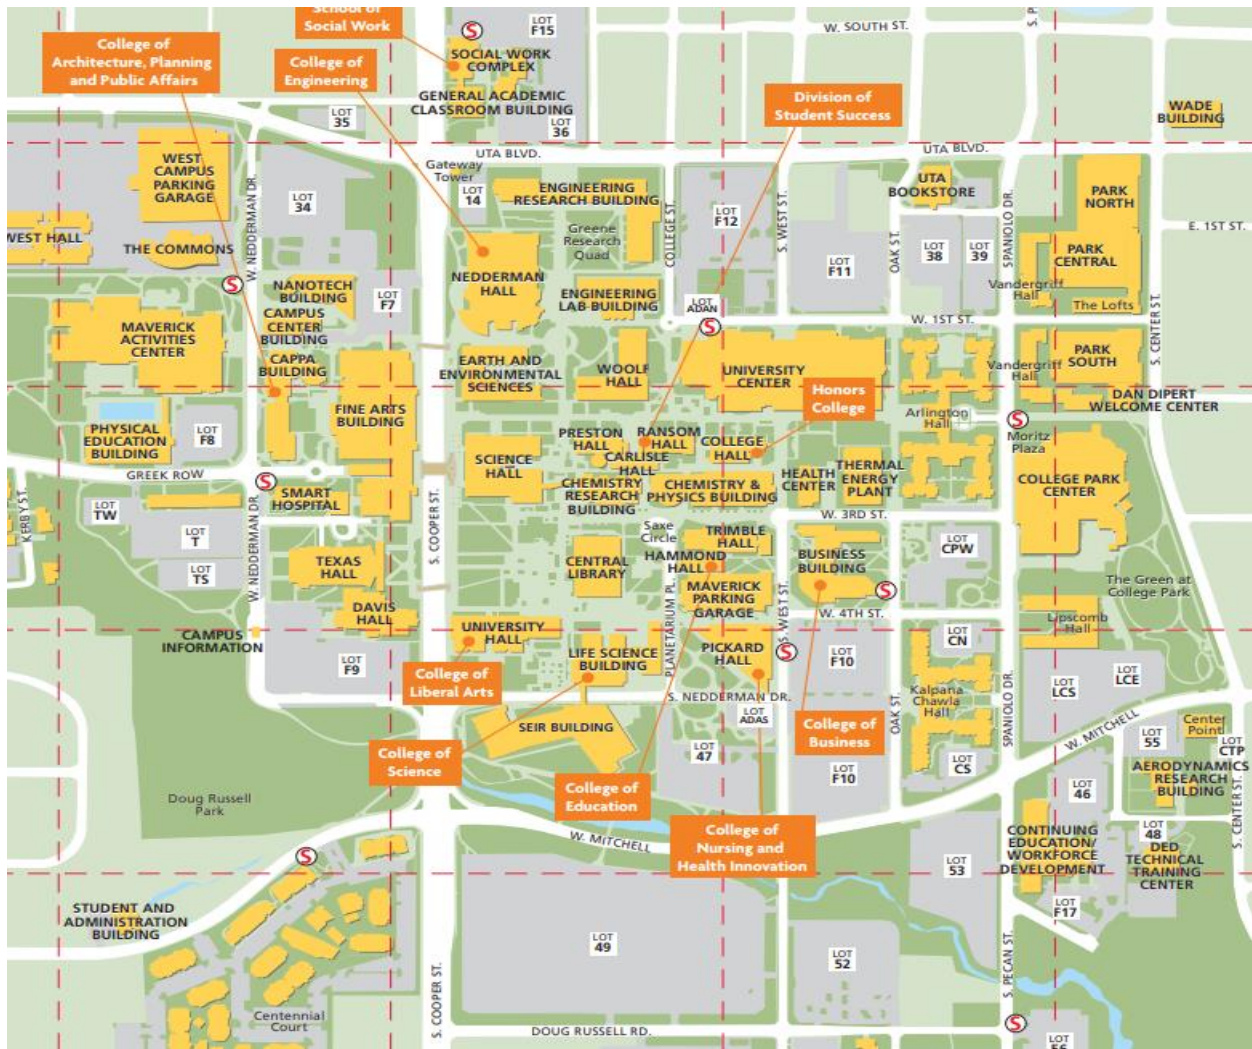 School of
Social Work
LOT
F15
W. SOUTH ST.
College of
Architecture, Planning
and Public Affairs
College of
Engineering
SOCIAL WORK
COMPLEX
GENERAL ACADEMIC
CLASSROOM BUILDING
LOT
36
LOT
35
Division of
Student Success
WADE
BUILDING
UTA BLVD.
UTA BLVD.
WEST
CAMPUS
PARKING
GARAGE
W. NEDDERMAN DR.
LOT
34
Gateway
Tower
LOT
14
ENGINEERING
RESEARCH BUILDING
COLLEGE ST.
LOT
F12
S. WEST ST.
UTA
BOOKSTORE
SPANIOLO DR.
PARK
NORTH
WEST HALL
THE COMMONS
Greene
Research
Quad
LOT
F11
OAK ST.
LOT
38
LOT
39
PARK
CENTRAL
E. 1ST ST.
S
NEDDERMAN
HALL
NANOTECH
BUILDING
LOT
F7
ENGINEERING
LAB BUILDING
LOT
ADAN
S
Vandergriff
Hall
The Lofts
S. CENTER ST.
CAMPUS
CENTER
BUILDING
W. 1ST ST.
MAVERICK
ACTIVITIES
CENTER
CAPPA
BUILDING
EARTH AND
ENVIRONMENTAL
SCIENCES
WOOLF
HALL
UNIVERSITY
CENTER
Vandergriff
Hall
PARK
SOUTH
Honors
College
DAN DIPERT
WELCOME CENTER
FINE ARTS
BUILDING
Arlington
Hall
S
Moritz
Plaza
PHYSICAL
EDUCATION
BUILDING
LOT
F8
PRESTON
HALL
RANSOM
HALL
CARLISLE
HALL
COLLEGE
HALL
SCIENCE
HALL
HEALTH
CENTER
THERMAL
ENERGY
PLANT
COLLEGE PARK
CENTER
GREEK ROW
S
CHEMISTRY
RESEARCH
BUILDING
CHEMISTRY &
PHYSICS BUILDING
KERBY ST.
LOT
TW
SMART
HOSPITAL
S. COOPER ST.
W. 3RD ST.
W. NEDDERMAN DR.
LOT
T
Saxe
Circle
TRIMBLE
HALL
LOT
CPW
LOT
TS
TEXAS
HALL
CENTRAL
LIBRARY
HAMMOND
HALL
BUSINESS
BUILDING
S
The Green at
College Park
MAVERICK
PARKING
GARAGE
DAVIS
HALL
PLANETARIUM PL.
S. WEST ST.
W. 4TH ST.
Lipscomb
Hall
CAMPUS
INFORMATION
UNIVERSITY
HALL
LOT
CN
LOT
F9
LIFE SCIENCE
BUILDING
PICKARD
HALL
S
LOT
F10
College of
Liberal Arts
S. NEDDERMAN DR.
Kalpana
Chawla
Hall
LOT
LCS
LOT
LCE
SEIR BUILDING
LOT
ADAS
College of
Business
OAK ST.
SPANIOLO DR.
W. MITCHELL
LOT
55
Center
Point
College of
Science
LOT
47
LOT
F10
LOT
CS
LOT
CTP
College of
Education
LOT
46
AERODYNAMICS
RESEARCH
BUILDING
S. CENTER ST.
Doug Russell
Park
W. MITCHELL
College of
Nursing and
Health Innovation
S
LOT
53
CONTINUING
EDUCATION/
WORKFORCE
DEVELOPMENT
LOT
48
DED
TECHNICAL
TRAINING
CENTER
LOT
F17
STUDENT AND
ADMINISTRATION
BUILDING
LOT
49
LOT
52
S. PECAN ST.
S. COOPER ST.
Centennial
Court
S
DOUG RUSSELL RD.
LOT